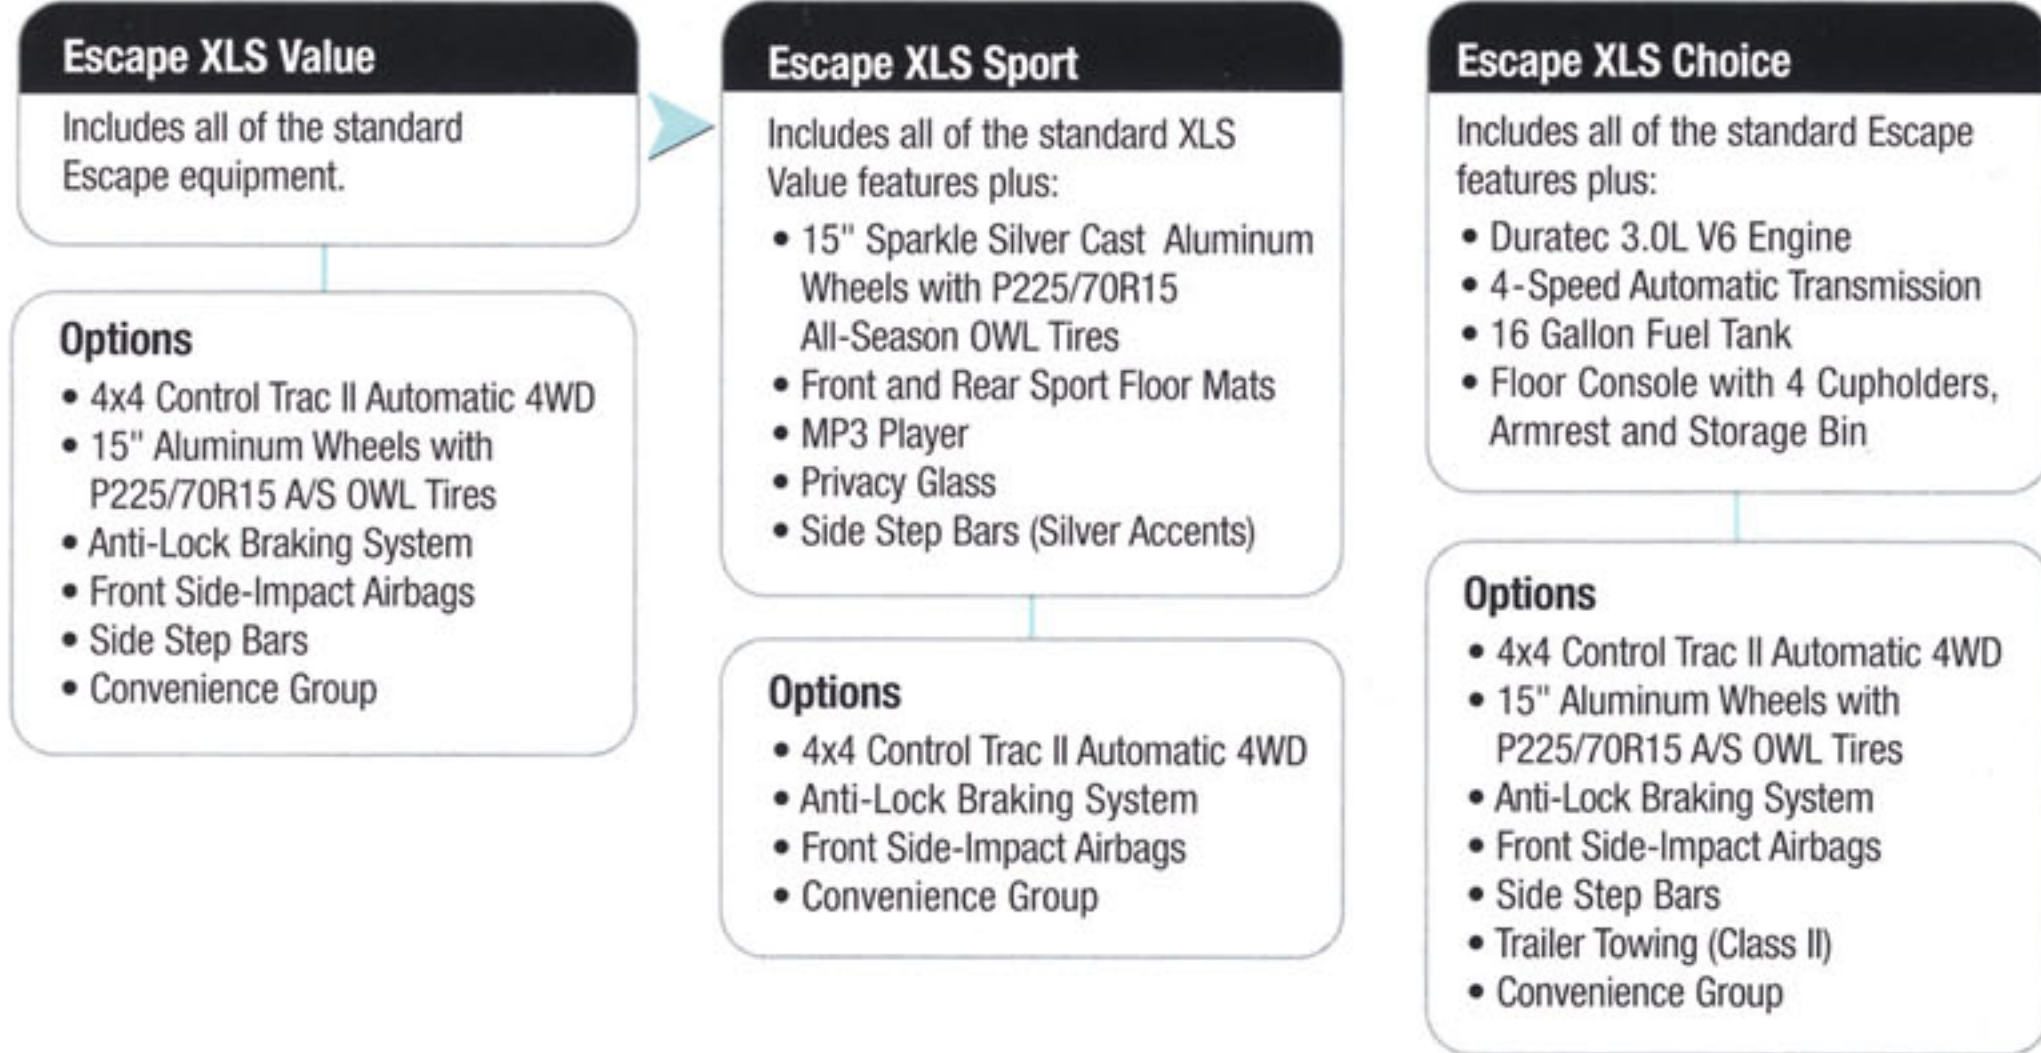 Escape XLS Value
Includes all of the standard
Escape equipment.
Options
• 4x4 Control Trac II Automatic 4WD
• 15" Aluminum Wheels with
P225/70R15 A/S OWL Tires
• Anti-Lock Braking System
• Front Side-Impact Airbags
• Side Step Bars
• Convenience Group
Escape XLS Sport
Includes all of the standard XLS
Value features plus:
• 15" Sparkle Silver Cast Aluminum
Wheels with P225/70R15
All-Season OWL Tires
• Front and Rear Sport Floor Mats
• MP3 Player
• Privacy Glass
• Side Step Bars (Silver Accents)
Options
• 4x4 Control Trac II Automatic 4WD
• Anti-Lock Braking System
• Front Side-Impact Airbags
• Convenience Group
Escape XLS Choice
Includes all of the standard Escape
features plus:
• Duratec 3.0L V6 Engine
• 4-Speed Automatic Transmission
• 16 Gallon Fuel Tank
• Floor Console with 4 Cupholders,
Armrest and Storage Bin
Options
• 4x4 Control Trac II Automatic 4WD
• 15" Aluminum Wheels with
P225/70R15 A/S OWL Tires
• Anti-Lock Braking System
• Front Side-Impact Airbags
• Side Step Bars
• Trailer Towing (Class II)
• Convenience Group